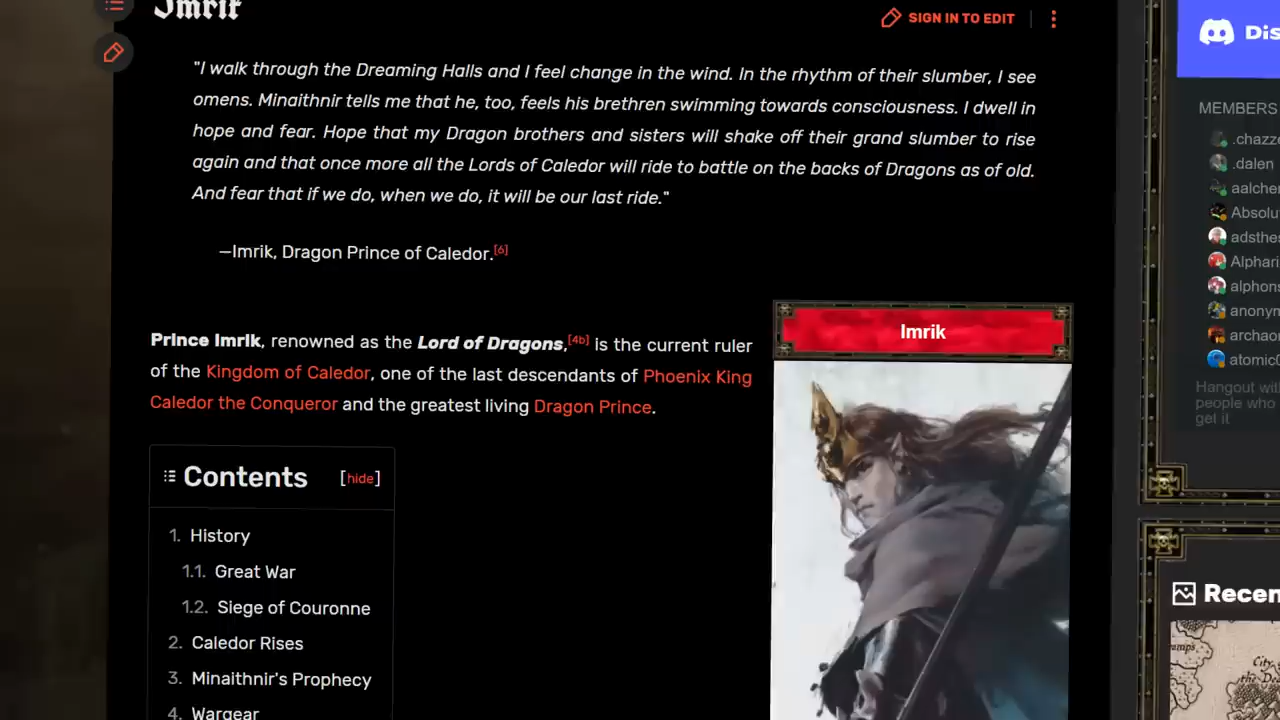 Imrik
SIGN IN TO EDIT
"I walk through the Dreaming Halls and I feel change in the wind. In the rhythm of their slumber, I see
omens. Minaithnir tells me that he, too, feels his brethren swimming towards consciousness. I dwell in
hope and fear. Hope that my Dragon brothers and sisters will shake off their grand slumber to rise
again and that once more all the Lords of Caledor will ride to battle on the backs of Dragons as of old.
And fear that if we do, when we do, it will be our last ride."
—Imrik, Dragon Prince of Caledor.[6]
Prince Imrik, renowned as the Lord of Dragons,[4b] is the current ruler
of the Kingdom of Caledor, one of the last descendants of Phoenix King
Caledor the Conqueror and the greatest living Dragon Prince.
Contents [hide]
1. History
1.1. Great War
1.2. Siege of Couronne
2. Caledor Rises
3. Minaithnir's Prophecy
4. Wargear
Imrik
Dis
MEMBERS
.chazze
.dalen
aalcher
Absolu
adsthe
Alphari
alphons
anonym
archao
atomic
Hangout with
people who
get it
Recen
City
the De